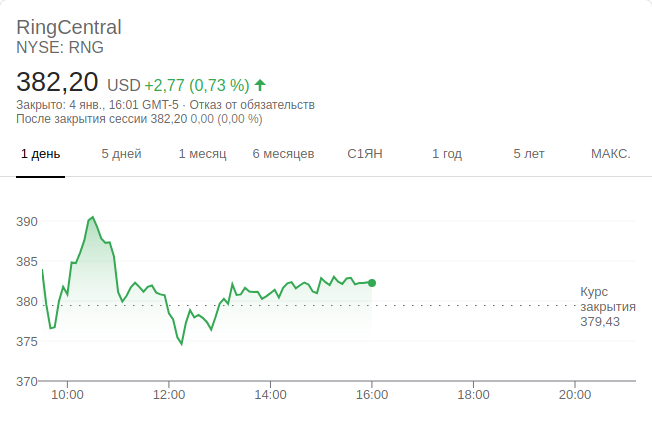 RingCentral
NYSE: RNG
382,20 USD +2,77 (0,73 %)
Закрыто: 4 янв., 16:01 GMT-5 · Отказ от обязательств
После закрытия сессии 382,20 0,00 (0,00 %)
1 день 5 дней 1 месяц 6 месяцев С1ЯН 1 год 5 лет МАКС.
390
385
380
375
370
Курс
закрытия
379,43
10:00 12:00 14:00 16:00 18:00 20:00